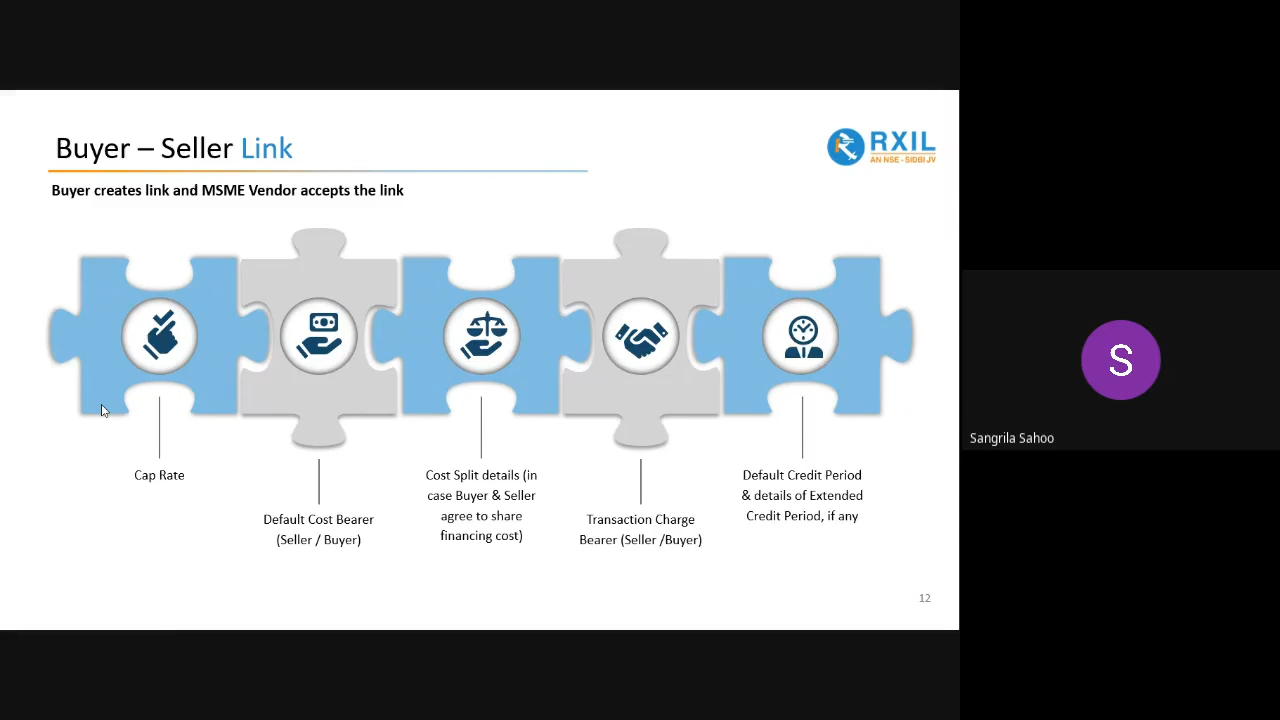 Buyer – Seller Link
RXIL
AN NSE - SIDBI JV
Buyer creates link and MSME Vendor accepts the link
Cap Rate
Default Cost Bearer
(Seller / Buyer)
Cost Split details (in
case Buyer & Seller
agree to share
financing cost)
Transaction Charge
Bearer (Seller /Buyer)
Default Credit Period
& details of Extended
Credit Period, if any
12
S
Sangrila Sahoo